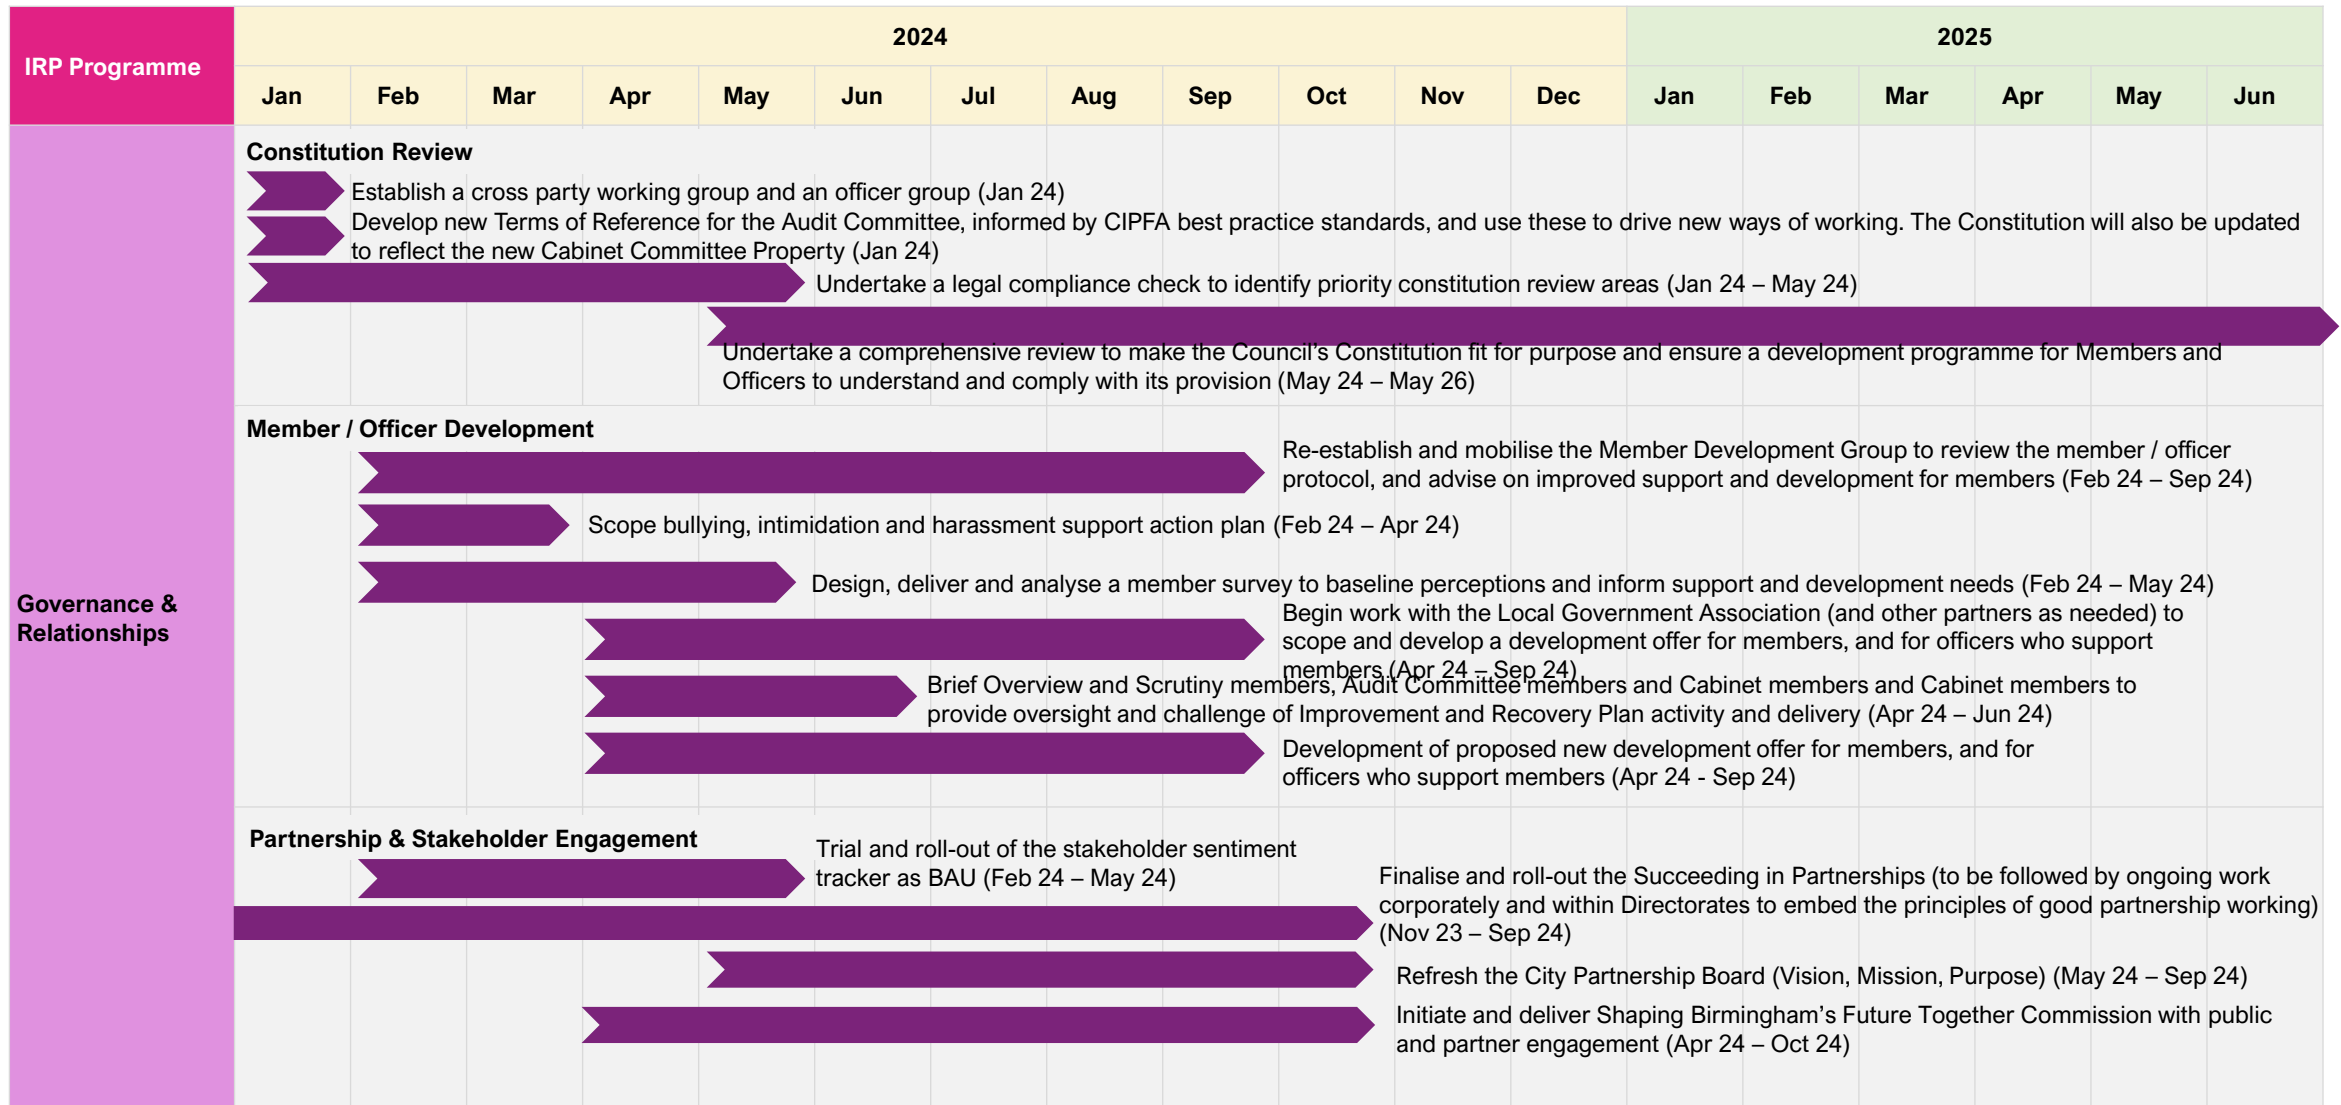 IRP Programme
2024
2025
Jan Feb Mar Apr May Jun Jul Aug Sep Oct Nov Dec Jan Feb Mar Apr May Jun
Governance &
Relationships
Constitution Review
Establish a cross party working group and an officer group (Jan 24)
Develop new Terms of Reference for the Audit Committee, informed by CIPFA best practice standards, and use these to drive new ways of working. The Constitution will also be updated
to reflect the new Cabinet Committee Property (Jan 24)
Undertake a legal compliance check to identify priority constitution review areas (Jan 24 – May 24)
Undertake a comprehensive review to make the Council’s Constitution fit for purpose and ensure a development programme for Members and
Officers to understand and comply with its provision (May 24 – May 26)
Member / Officer Development
Re-establish and mobilise the Member Development Group to review the member / officer
protocol, and advise on improved support and development for members (Feb 24 – Sep 24)
Scope bullying, intimidation and harassment support action plan (Feb 24 – Apr 24)
Design, deliver and analyse a member survey to baseline perceptions and inform support and development needs (Feb 24 – May 24)
Begin work with the Local Government Association (and other partners as needed) to
scope and develop a development offer for members, and for officers who support
members (Apr 24 – Sep 24)
Brief Overview and Scrutiny members, Audit Committee members and Cabinet members and Cabinet members to
provide oversight and challenge of Improvement and Recovery Plan activity and delivery (Apr 24 – Jun 24)
Development of proposed new development offer for members, and for
officers who support members (Apr 24 - Sep 24)
Partnership & Stakeholder Engagement
Trial and roll-out of the stakeholder sentiment
tracker as BAU (Feb 24 – May 24)
Finalise and roll-out the Succeeding in Partnerships (to be followed by ongoing work
corporately and within Directorates to embed the principles of good partnership working)
(Nov 23 – Sep 24)
Refresh the City Partnership Board (Vision, Mission, Purpose) (May 24 – Sep 24)
Initiate and deliver Shaping Birmingham’s Future Together Commission with public
and partner engagement (Apr 24 – Oct 24)